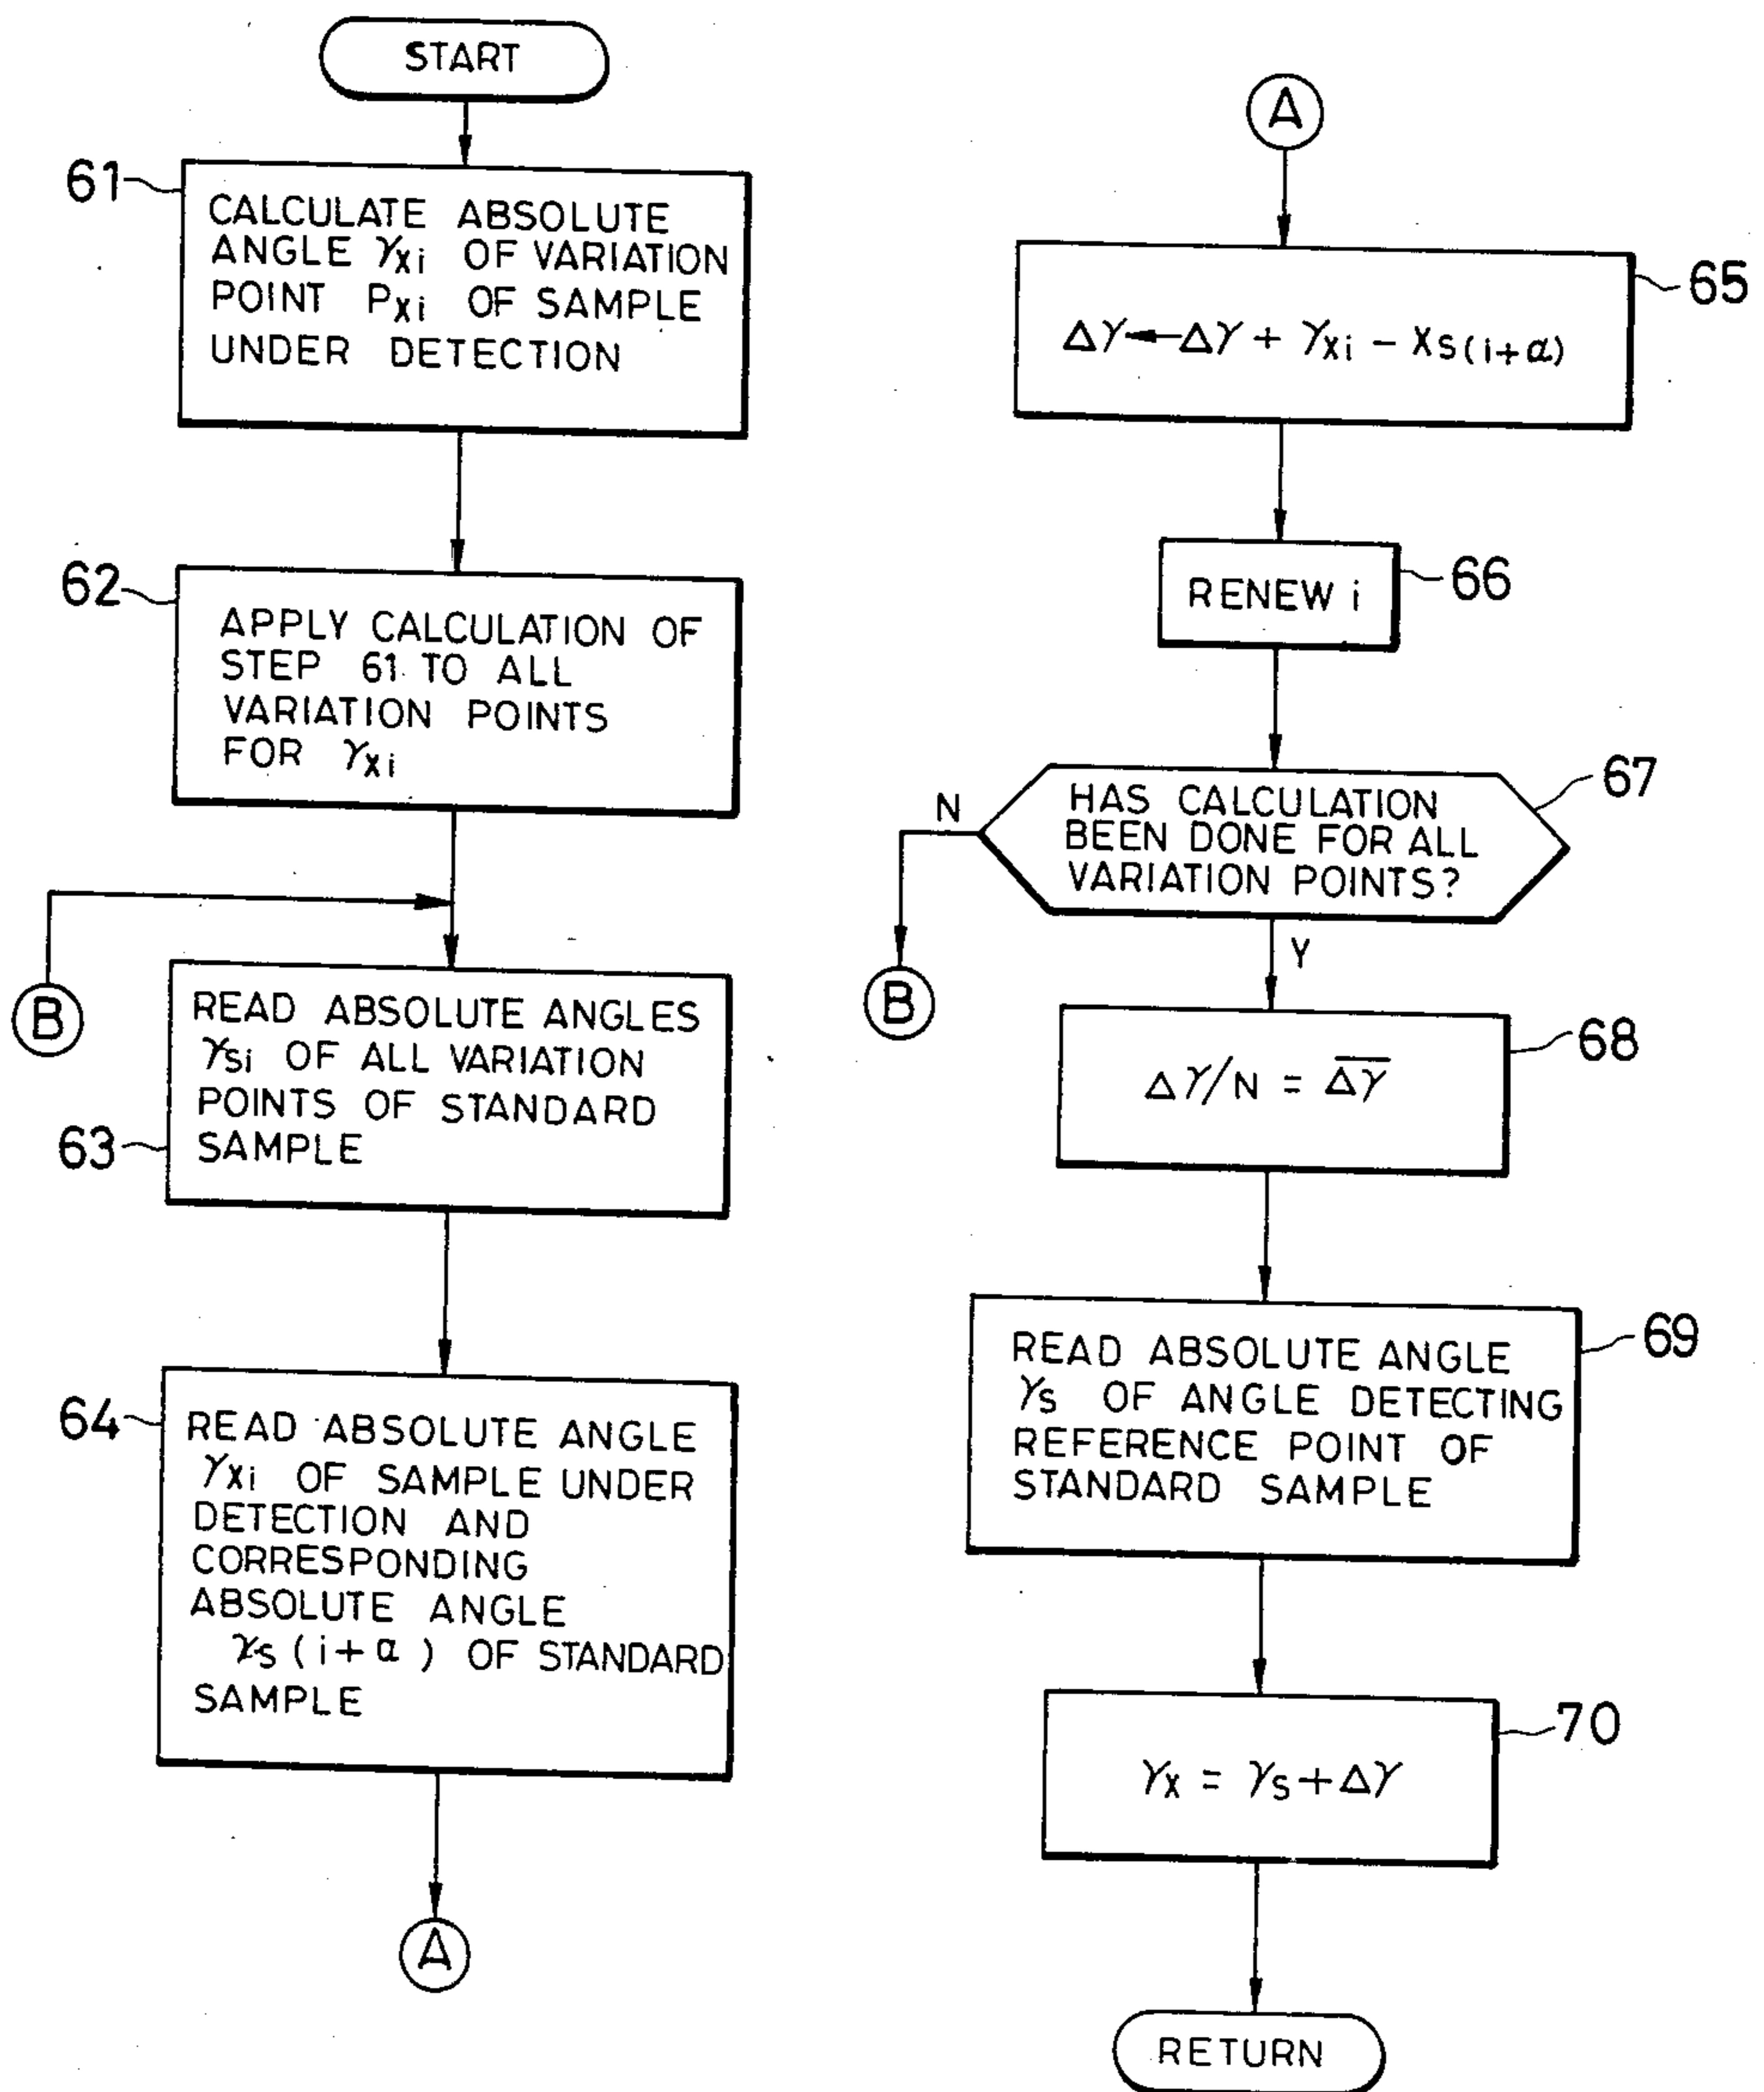 START
61
CALCULATE ABSOLUTE
ANGLE γxi OF VARIATION
POINT Pxi OF SAMPLE
UNDER DETECTION
62
APPLY CALCULATION OF
STEP 61 TO ALL
VARIATION POINTS
FOR γxi
B
63
READ ABSOLUTE ANGLES
γsi OF ALL VARIATION
POINTS OF STANDARD
SAMPLE
64
READ ABSOLUTE ANGLE
γxi OF SAMPLE UNDER
DETECTION AND
CORRESPONDING
ABSOLUTE ANGLE
γs(i+α) OF STANDARD
SAMPLE
A
A
65
Δγ←Δγ + γxi − xs(i+α)
66
RENEW i
67
HAS CALCULATION
BEEN DONE FOR ALL
VARIATION POINTS?
N
B
Y
68
Δγ/N = Δγ̅
69
READ ABSOLUTE ANGLE
γs OF ANGLE DETECTING
REFERENCE POINT OF
STANDARD SAMPLE
70
γx = γs + Δγ
RETURN